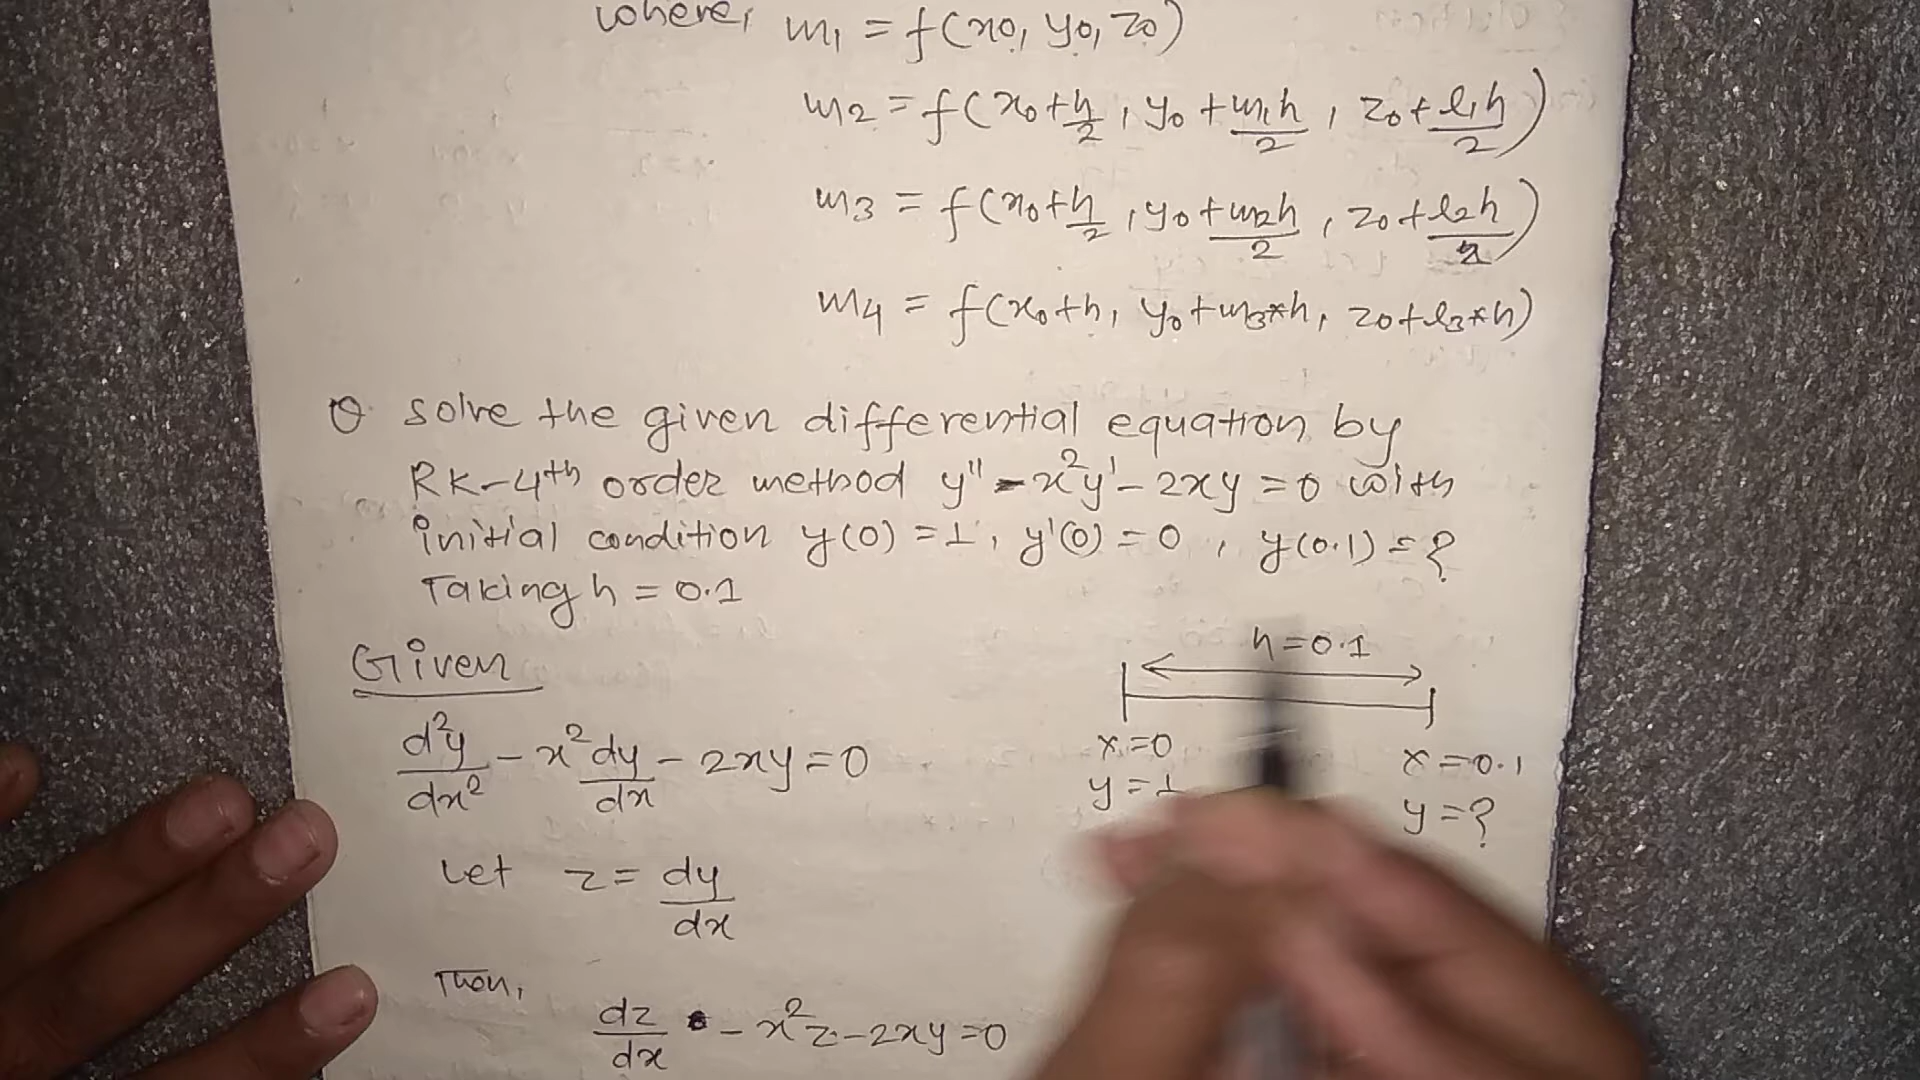 where, m1 = f(x0, y0, z0)
m2 = f(x0+h/2, y0+m1h/2, z0+l1h/2)
m3 = f(x0+h/2, y0+m2h/2, z0+l2h/2)
m4 = f(x0+h, y0+m3*h, z0+l3*h)
Q solve the given differential equation by
RK-4th order method y'' - x²y' - 2xy = 0 with
initial condition y(0) = 1, y'(0) = 0, y(0.1) = ?
Taking h = 0.1
Given
h=0.1
d²y/dx² - x² dy/dx - 2xy = 0
x=0
x=0.1
y=1
y=?
Let z = dy/dx
Then,
dz/dx - x²z - 2xy = 0